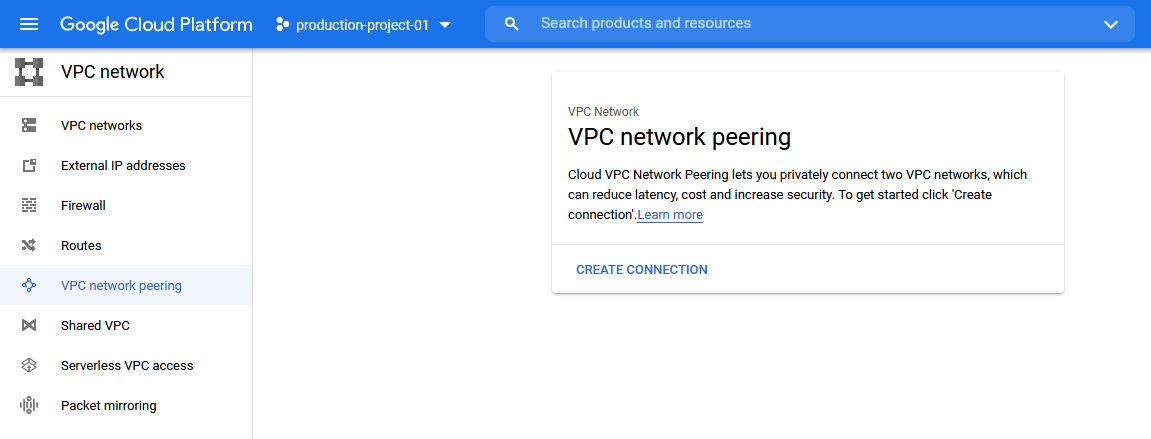 Google Cloud Platform
production-project-01
Search products and resources
VPC network
VPC networks
External IP addresses
Firewall
Routes
VPC network peering
Shared VPC
Serverless VPC access
Packet mirroring
VPC Network
VPC network peering
Cloud VPC Network Peering lets you privately connect two VPC networks, which
can reduce latency, cost and increase security. To get started click 'Create
connection'.Learn more
CREATE CONNECTION